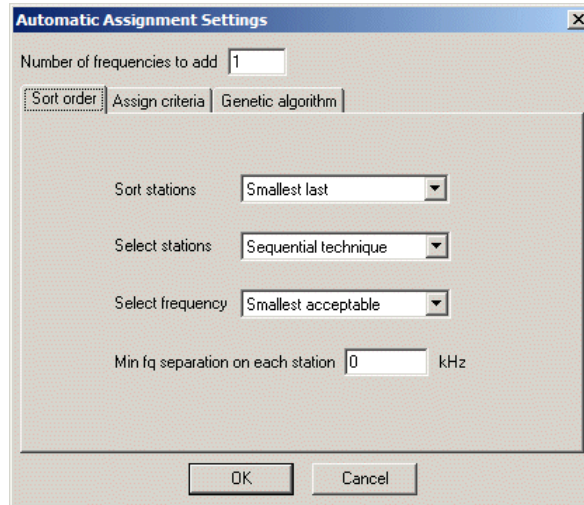 Automatic Assignment Settings
Number of frequencies to add 1
Sort order Assign criteria Genetic algorithm
Sort stations Smallest last
Select stations Sequential technique
Select frequency Smallest acceptable
Min fq separation on each station 0 kHz
OK Cancel